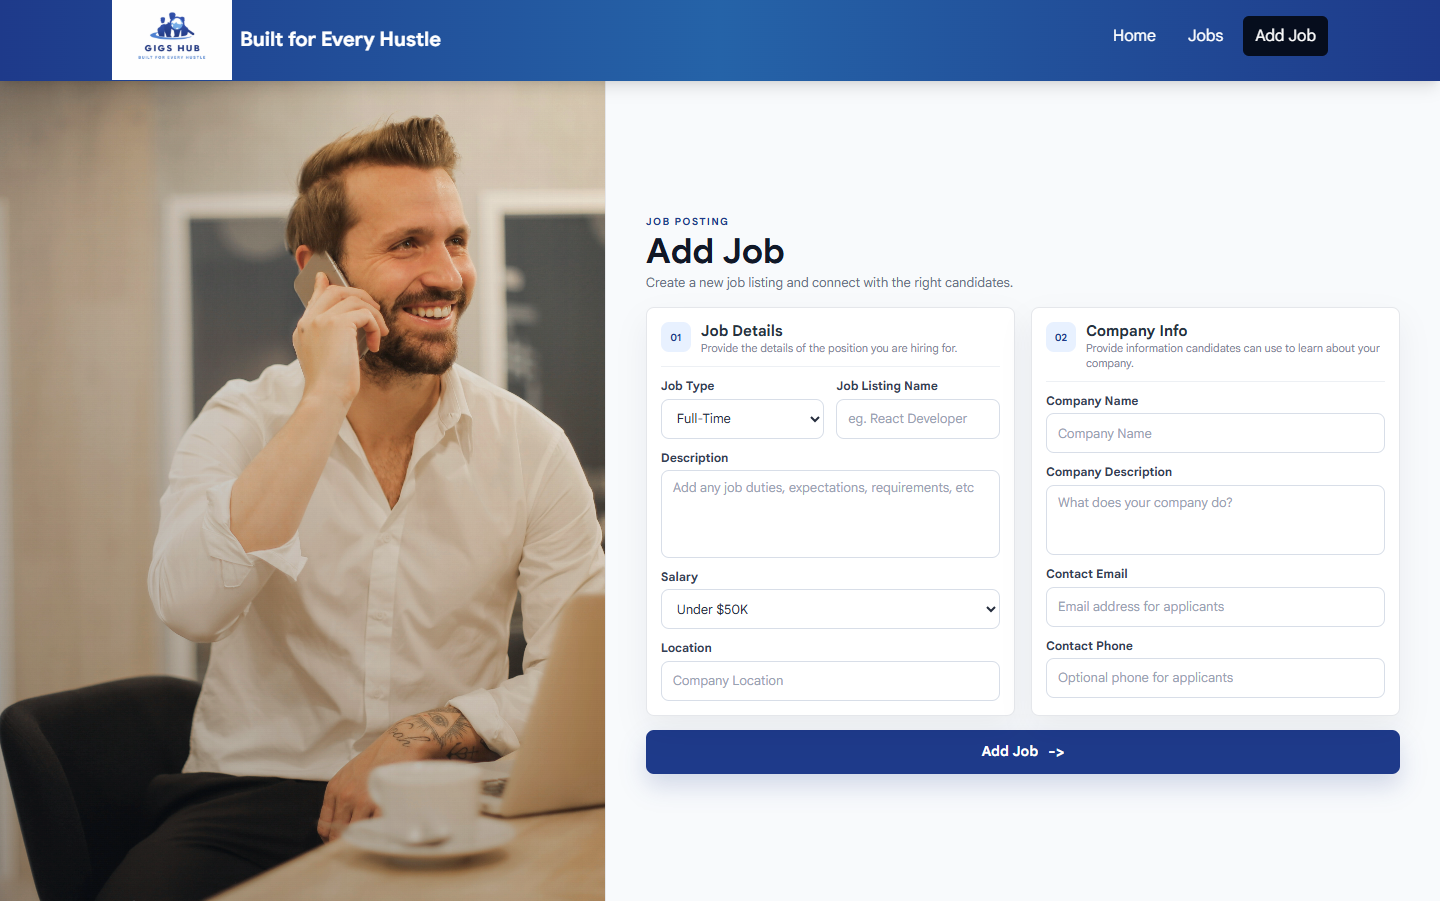 GIGS HUB
BUILT FOR EVERY HUSTLE
Built for Every Hustle
Home
Jobs
Add Job
JOB POSTING
Add Job
Create a new job listing and connect with the right candidates.
01
Job Details
Provide the details of the position you are hiring for.
Job Type
Job Listing Name
Full-Time
eg. React Developer
Description
Add any job duties, expectations, requirements, etc
Salary
Under $50K
Location
Company Location
02
Company Info
Provide information candidates can use to learn about your
company.
Company Name
Company Name
Company Description
What does your company do?
Contact Email
Email address for applicants
Contact Phone
Optional phone for applicants
Add Job ->